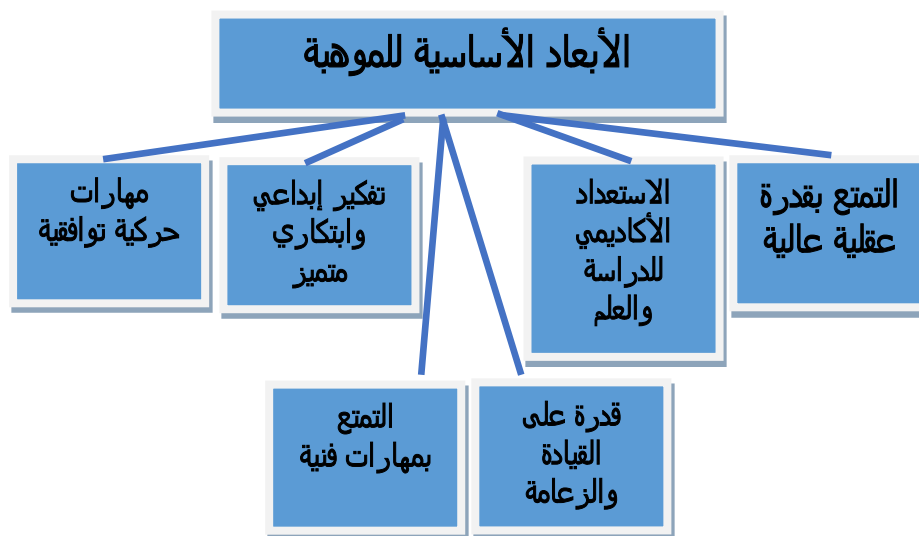 الأبعاد الأساسية للموهبة
التمتع بقدرة
عقلية عالية
الاستعداد
الأكاديمي
للدراسة
والعلم
تفكير إبداعي
وابتكاري
متميز
مهارات
حركية توافقية
قدرة على
القيادة
والزعامة
التمتع
بمهارات فنية